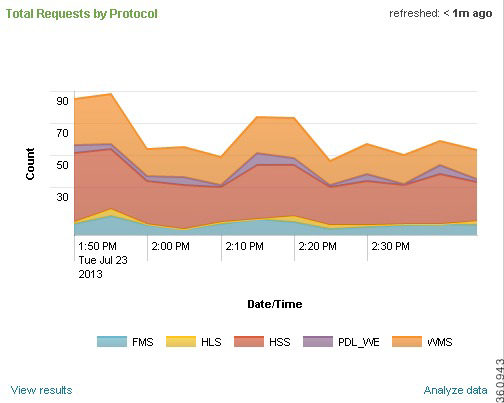 Total Requests by Protocol
refreshed: < 1m ago
90
70
50
30
Count
1:50 PM
Tue Jul 23
2013
2:00 PM
2:10 PM
2:20 PM
2:30 PM
Date/Time
FMS
HLS
HSS
PDL_WE
WMS
View results
Analyze data
360943